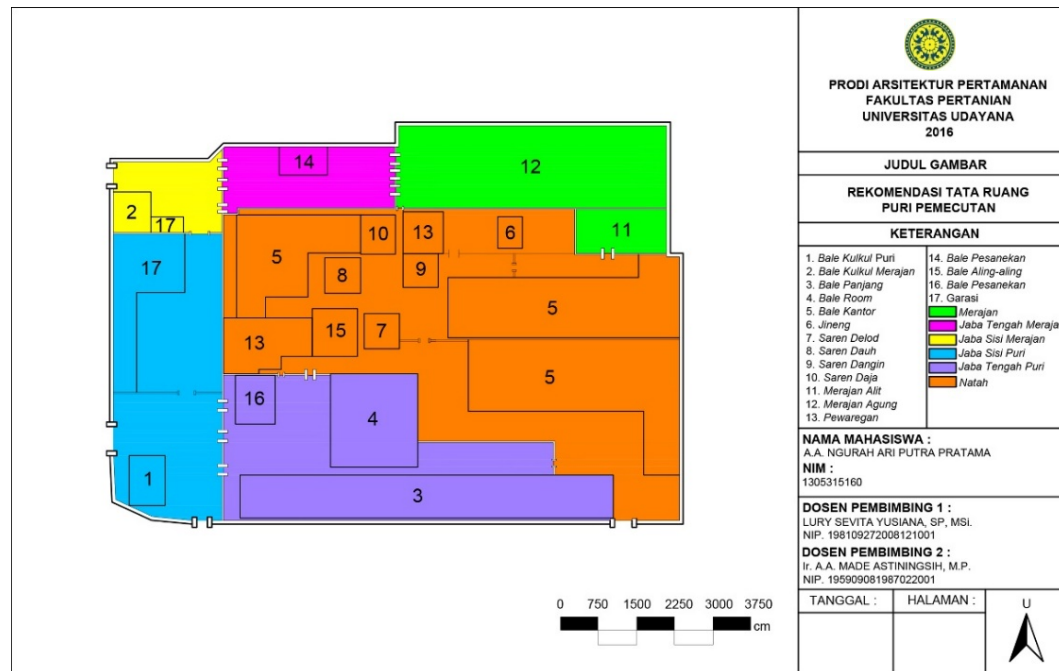 PRODI ARSITEKTUR PERTAMANAN
FAKULTAS PERTANIAN
UNIVERSITAS UDAYANA
2016
JUDUL GAMBAR
REKOMENDASI TATA RUANG
PURI PEMECUTAN
KETERANGAN
1. Bale Kulkul Puri
2. Bale Kulkul Merajan
3. Bale Panjang
4. Bale Room
5. Bale Kantor
6. Jineng
7. Saren Delod
8. Saren Dauh
9. Saren Dangin
10. Saren Daja
11. Merajan Alit
12. Merajan Agung
13. Pewaregan
14. Bale Pesanekan
15. Bale Aling-aling
16. Bale Pesanekan
17. Garasi
Merajan
Jaba Tengah Meraja
Jaba Sisi Merajan
Jaba Sisi Puri
Jaba Tengah Puri
Natah
NAMA MAHASISWA :
A.A. NGURAH ARI PUTRA PRATAMA
NIM :
1305315160
DOSEN PEMBIMBING 1 :
LURY SEVITA YUSIANA, SP, MSi.
NIP. 198109272008121001
DOSEN PEMBIMBING 2 :
Ir. A.A. MADE ASTININGSIH, M.P.
NIP. 195909081987022001
TANGGAL :
HALAMAN :
U
14
12
2
17
5
10
13
6
11
17
8
9
5
13
15
7
5
16
4
1
3
0 750 1500 2250 3000 3750
cm